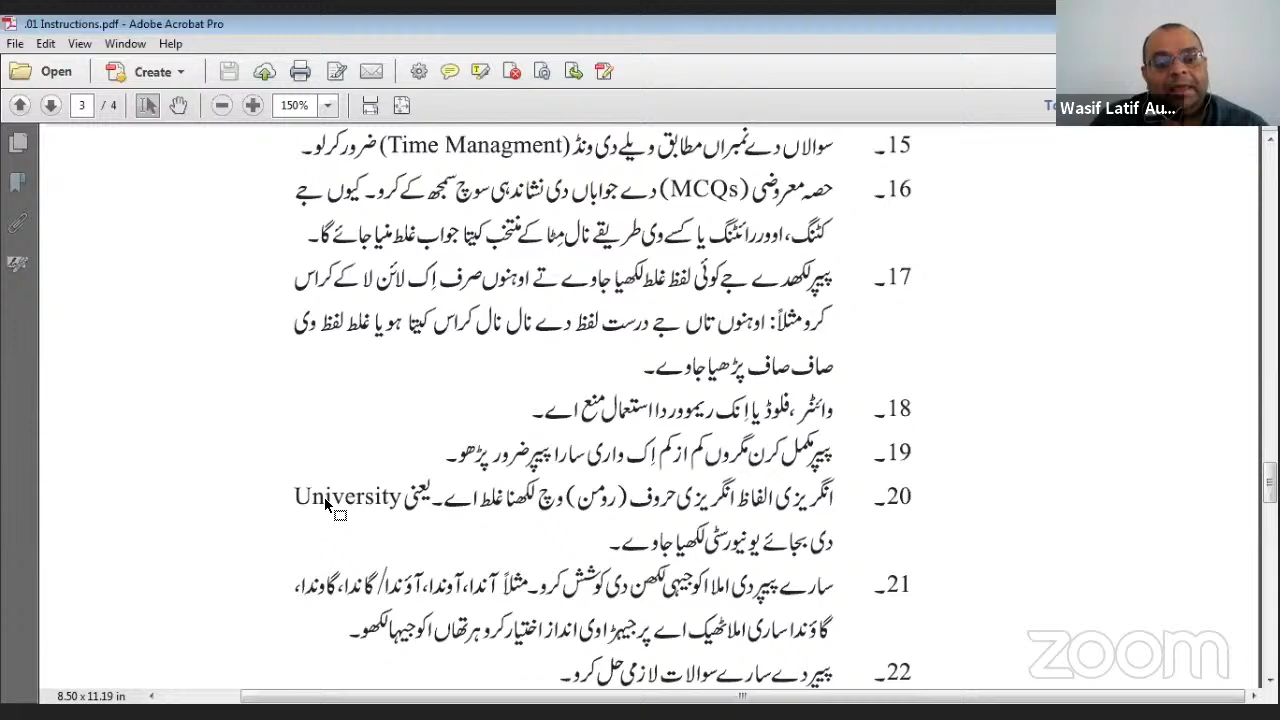 .01 Instructions.pdf - Adobe Acrobat Pro
File Edit View Window Help
Open Create
3 / 4 150% To
Wasif Latif Au...
15۔ سوالاں دے نمبراں مطابق ویلے دی ونڈ (Time Managment) ضرور کرلو۔
16۔ حصہ معروضی (MCQs) دے جواباں دی نشاندہی سوچ سمجھ کے کرو۔ کیوں جے
کٹنگ، اوور رائٹنگ یا کسے وی طریقے نال مِٹا کے منتخب کیتا جواب غلط منیا جائے گا۔
17۔ پیپر لکھدے جے کوئی لفظ غلط لکھیا جاوے تے اوہنوں صرف اِک لائن لا کے کراس
کرو مثلاً: اوہنوں تاں جے درست لفظ دے نال نال کراس کیتا ہویا غلط لفظ وی
صاف صاف پڑھیا جاوے۔
18۔ وائٹنر، فلوڈ یا اِنک ریموور دا استعمال منع اے۔
19۔ پیپر مکمل کرن مگروں کم از کم اِک واری سارا پیپر ضرور پڑھو۔
20۔ انگریزی الفاظ انگریزی حروف (رومن) وچ لکھنا غلط اے۔ یعنی University
دی بجائے یونیورسٹی لکھیا جاوے۔
21۔ سارے پیپر دی املا اکو جیہی لکھن دی کوشش کرو۔ مثلاً آندا، آوندا، آؤندا/ گاندا، گاوندا،
گاؤندا ساری املا ٹھیک اے پر جیہڑا وی انداز اختیار کرو ہر تھاں اکو جیہا لکھو۔
22۔ پیپر دے سارے سوالات لازمی حل کرو۔
zoom
8.50 x 11.19 in